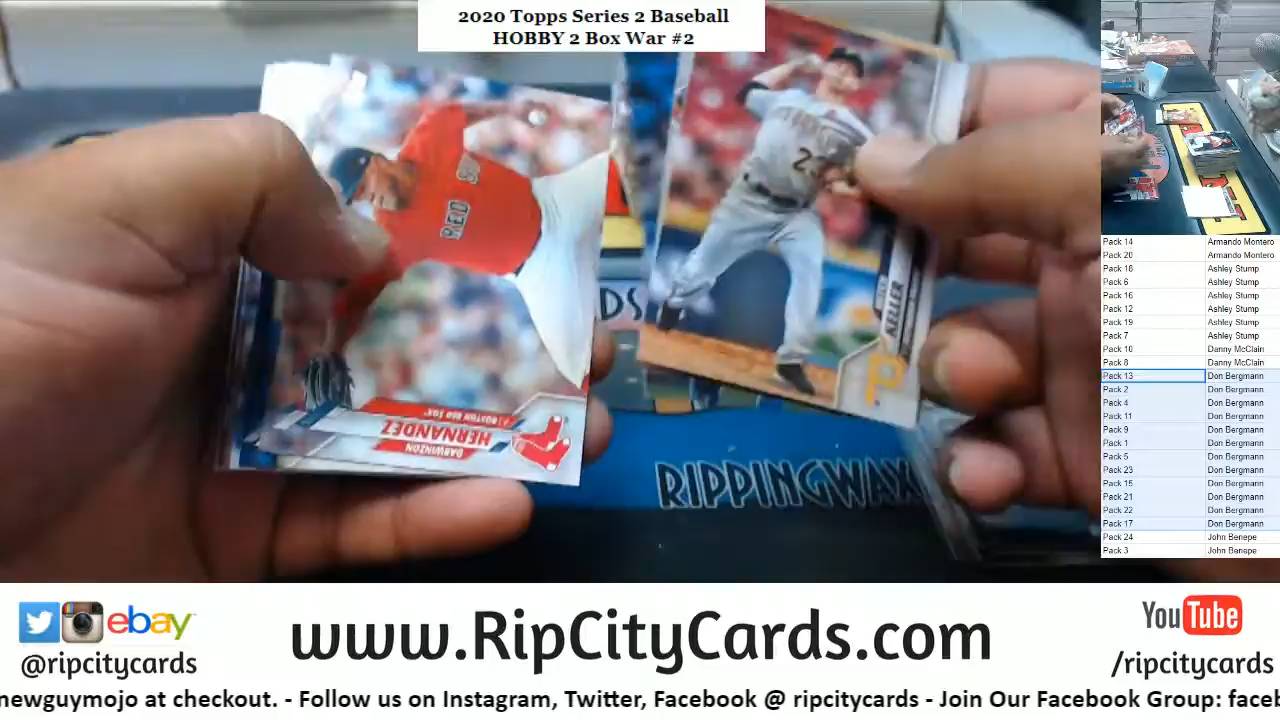 2020 Topps Series 2 Baseball
HOBBY 2 Box War #2
RED
KELLER
P
DARWINZON
HERNANDEZ
BOSTON RED SOX
RIPPINGWAX
Pack 14 Armando Montero
Pack 20 Armando Montero
Pack 18 Ashley Stump
Pack 6 Ashley Stump
Pack 16 Ashley Stump
Pack 12 Ashley Stump
Pack 19 Ashley Stump
Pack 7 Ashley Stump
Pack 10 Danny McClain
Pack 8 Danny McClain
Pack 13 Don Bergmann
Pack 2 Don Bergmann
Pack 4 Don Bergmann
Pack 11 Don Bergmann
Pack 9 Don Bergmann
Pack 1 Don Bergmann
Pack 5 Don Bergmann
Pack 23 Don Bergmann
Pack 15 Don Bergmann
Pack 21 Don Bergmann
Pack 22 Don Bergmann
Pack 17 Don Bergmann
Pack 24 John Benepe
Pack 3 John Benepe
ebay
@ripcitycards
www.RipCityCards.com
YouTube
/ripcitycards
newguymojo at checkout. - Follow us on Instagram, Twitter, Facebook @ ripcitycards - Join Our Facebook Group: faceb